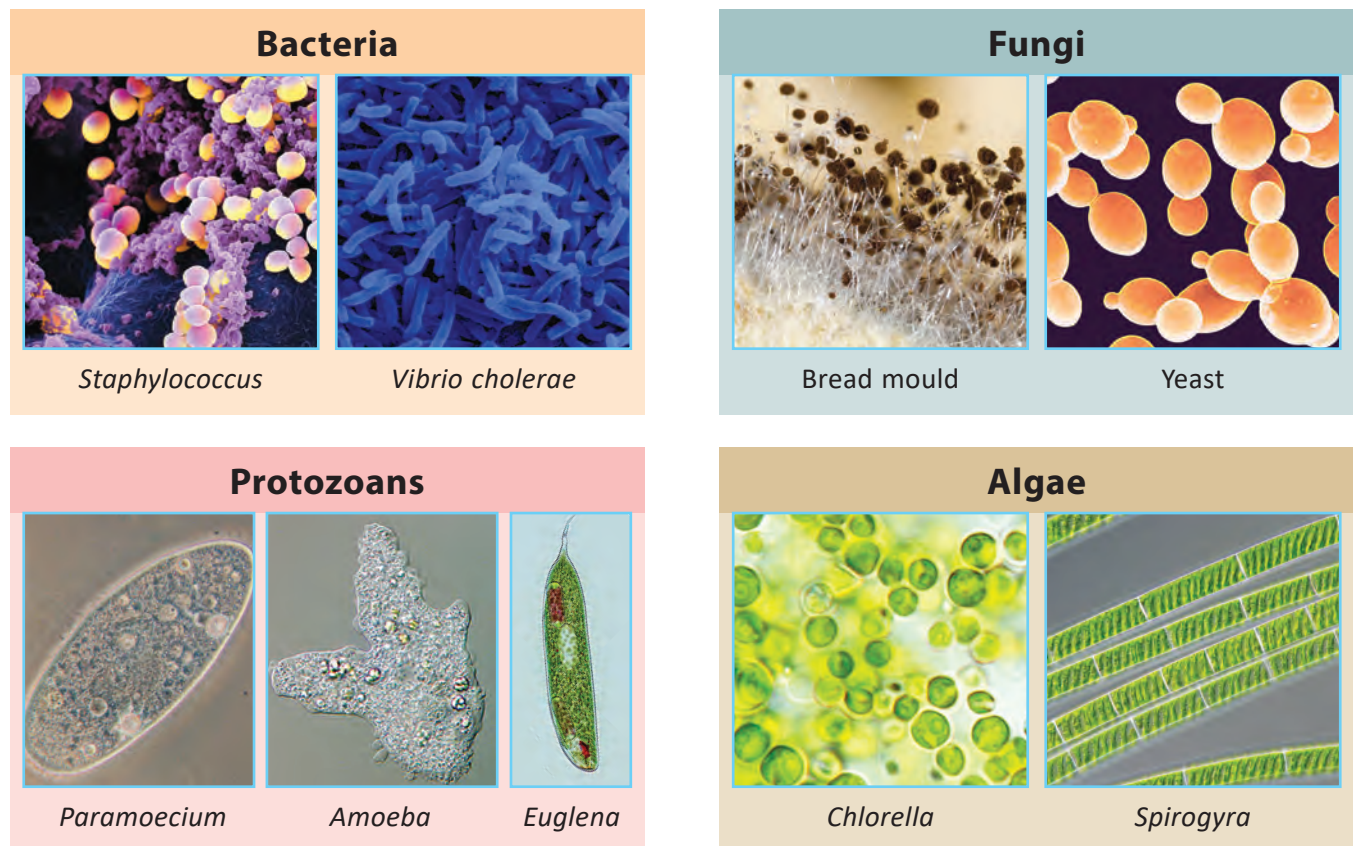 Bacteria
Staphylococcus
Vibrio cholerae
Fungi
Bread mould
Yeast
Protozoans
Paramoecium
Amoeba
Euglena
Algae
Chlorella
Spirogyra